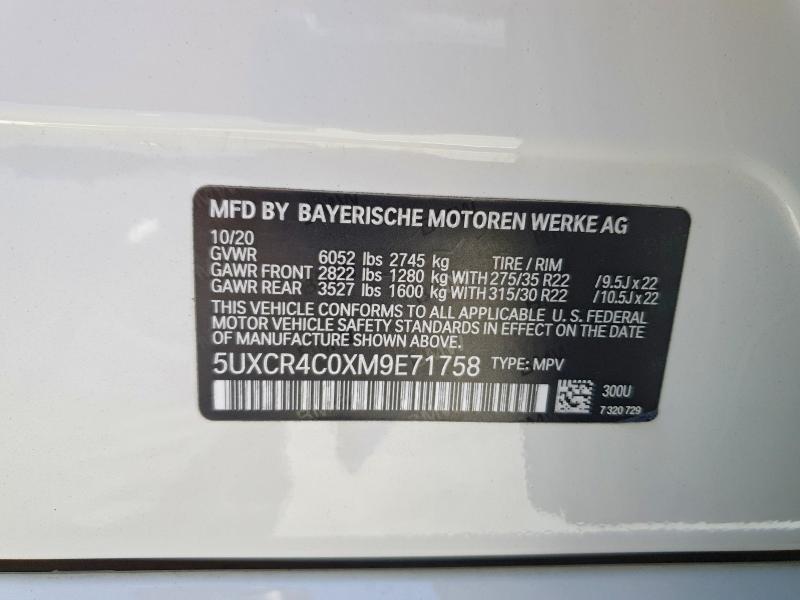 MFD BY BAYERISCHE MOTOREN WERKE AG
10/20
GVWR 6052 lbs 2745 kg TIRE / RIM
GAWR FRONT 2822 lbs 1280 kg WITH 275/35 R22 /9.5J x 22
GAWR REAR 3527 lbs 1600 kg WITH 315/30 R22 /10.5J x 22
THIS VEHICLE CONFORMS TO ALL APPLICABLE U. S. FEDERAL
MOTOR VEHICLE SAFETY STANDARDS IN EFFECT ON THE DATE
OF MANUFACTURE SHOWN ABOVE.
5UXCR4C0XM9E71758 TYPE: MPV
300U
7 320 729